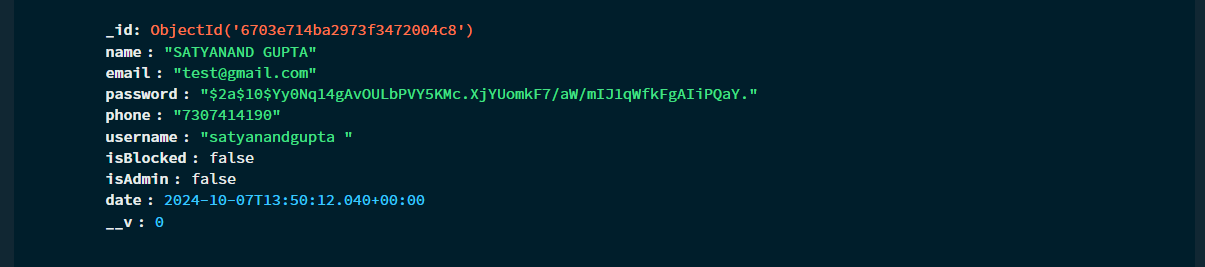 _id: ObjectId('6703e714ba2973f3472004c8')
name : "SATYANAND GUPTA"
email : "test@gmail.com"
password : "$2a$10$Yy0Nq14gAvOULbPVY5KMc.XjYUomkF7/aW/mIJ1qWfkFgAIiPQaY."
phone : "7307414190"
username : "satyanandgupta "
isBlocked : false
isAdmin : false
date : 2024-10-07T13:50:12.040+00:00
__v : 0